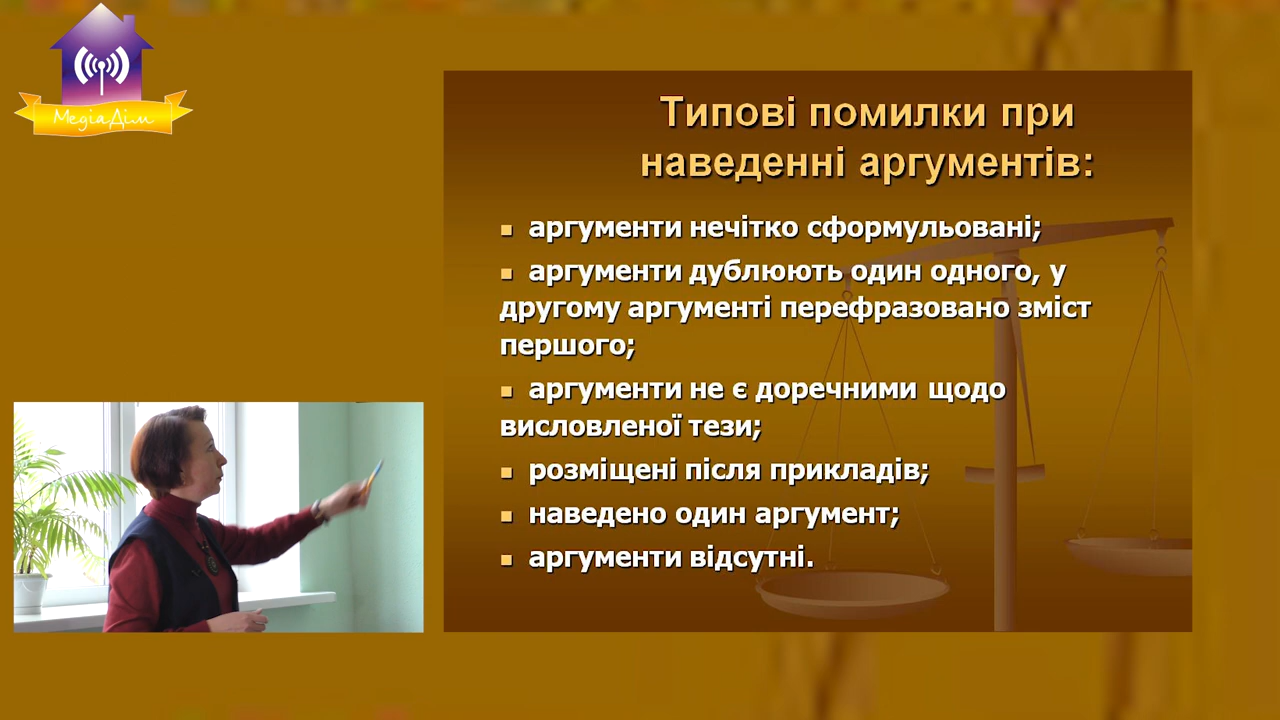 МедіаДім
Типові помилки при
наведенні аргументів:
аргументи нечітко сформульовані;
аргументи дублюють один одного, у
другому аргументі перефразовано зміст
першого;
аргументи не є доречними щодо
висловленої тези;
розміщені після прикладів;
наведено один аргумент;
аргументи відсутні.